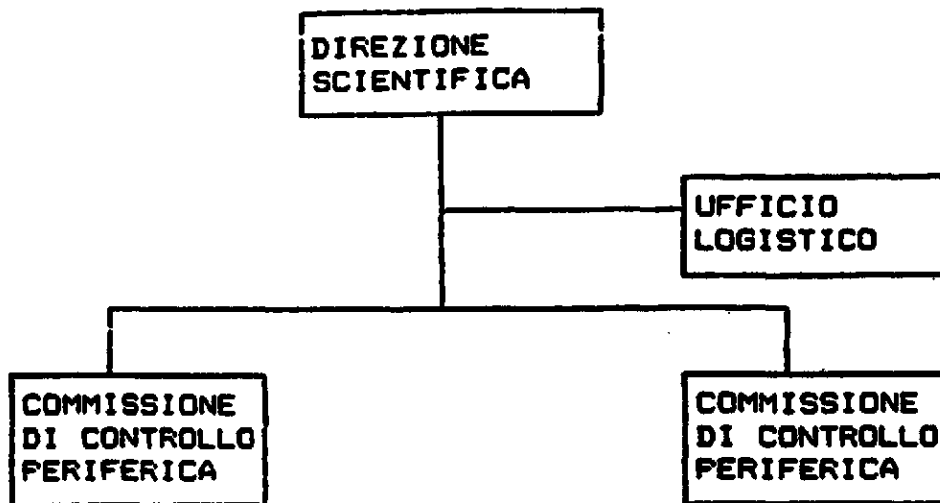 DIREZIONE
SCIENTIFICA
UFFICIO
LOGISTICO
COMMISSIONE
DI CONTROLLO
PERIFERICA
COMMISSIONE
DI CONTROLLO
PERIFERICA